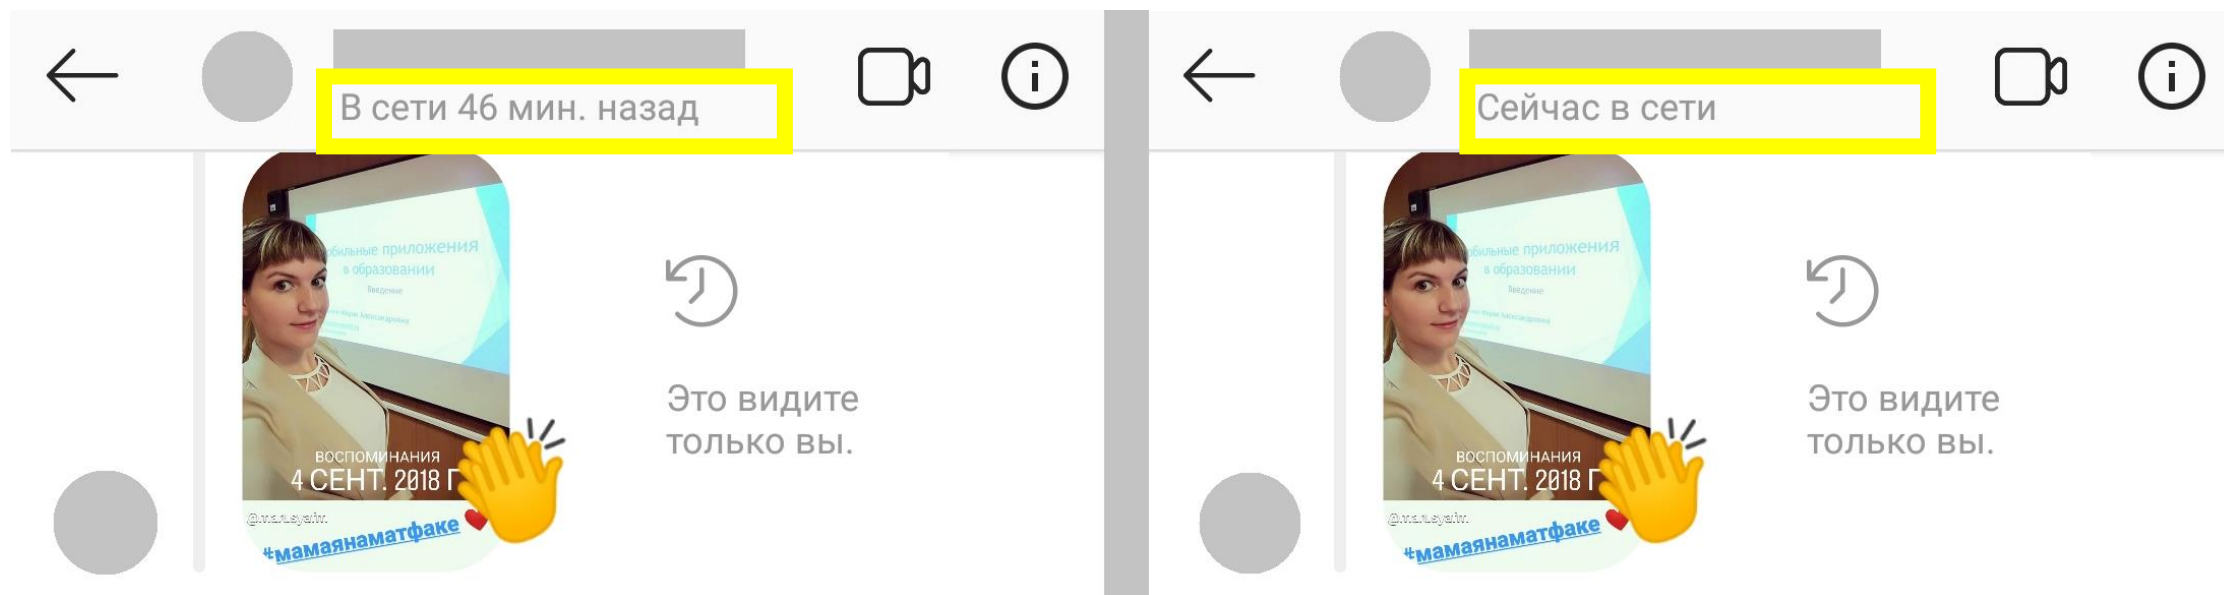 В сети 46 мин. назад
обильные приложения
в образовании
Введение
Это видите
только вы.
ВОСПОМИНАНИЯ
4 СЕНТ. 2018 Г
#мамаянаматфаке
Сейчас в сети
обильные приложения
в образовании
Введение
Это видите
только вы.
ВОСПОМИНАНИЯ
4 СЕНТ. 2018 Г
#мамаянаматфаке